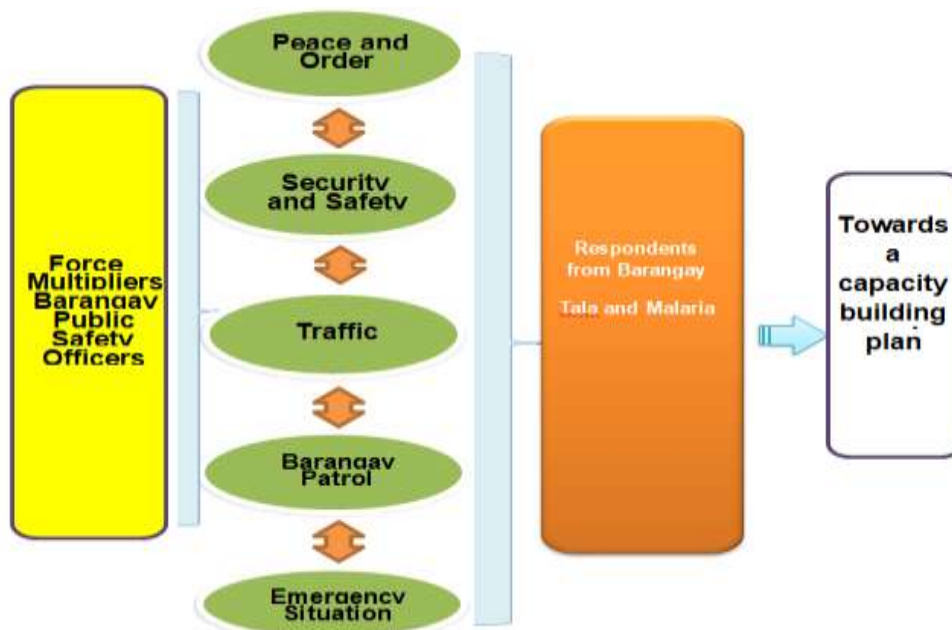 Force
Multipliers
Barangay
Public
Safety
Officers
Peace and
Order
Security
and Safety
Traffic
Barangay
Patrol
Emergency
Situation
Respondents
from Barangay
Tala and Malaria
Towards
a
capacity
building
plan